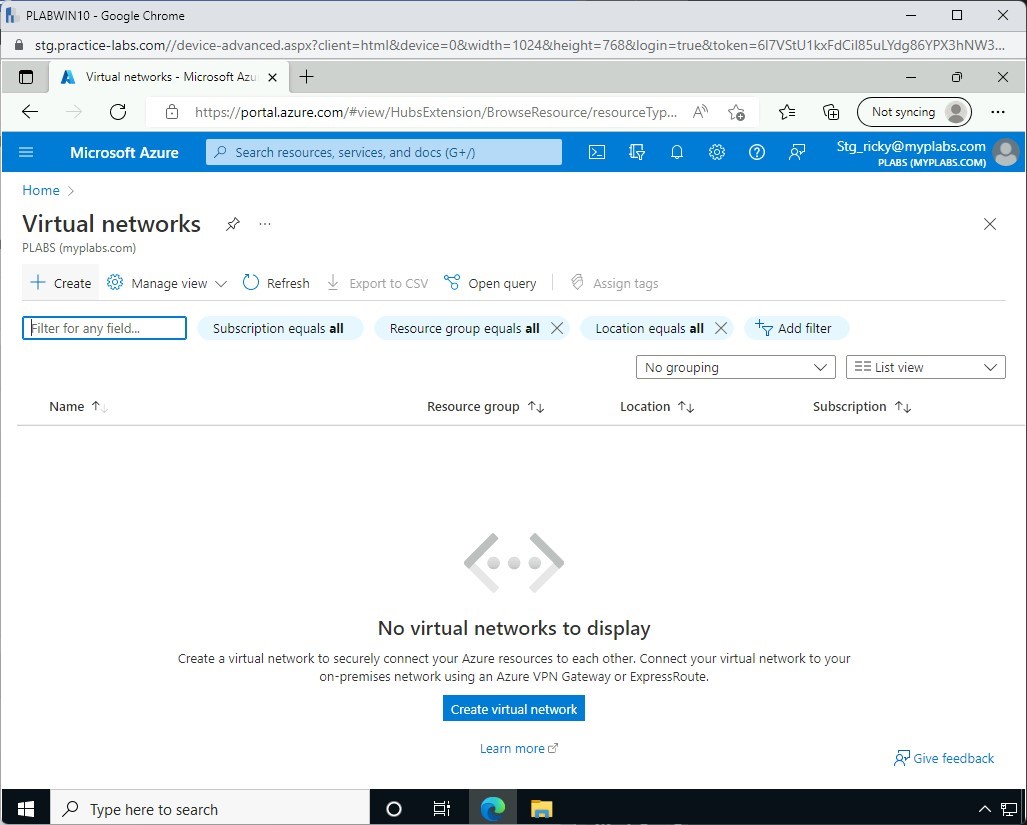 PLABWIN10 - Google Chrome
stg.practice-labs.com//device-advanced.aspx?client=html&device=0&width=1024&height=768&login=true&token=6I7VStU1kxFdCiI85uLYdg86YPX3hNW3...
Virtual networks - Microsoft Azu
https://portal.azure.com/#view/HubsExtension/BrowseResource/resourceTyp...
Not syncing
Microsoft Azure
Search resources, services, and docs (G+/)
Stg_ricky@myplabs.com
PLABS (MYPLABS.COM)
Home
Virtual networks
PLABS (myplabs.com)
Create Manage view Refresh Export to CSV Open query Assign tags
Filter for any field... Subscription equals all Resource group equals all Location equals all Add filter
No grouping List view
Name Resource group Location Subscription
No virtual networks to display
Create a virtual network to securely connect your Azure resources to each other. Connect your virtual network to your
on-premises network using an Azure VPN Gateway or ExpressRoute.
Create virtual network
Learn more
Give feedback
Type here to search